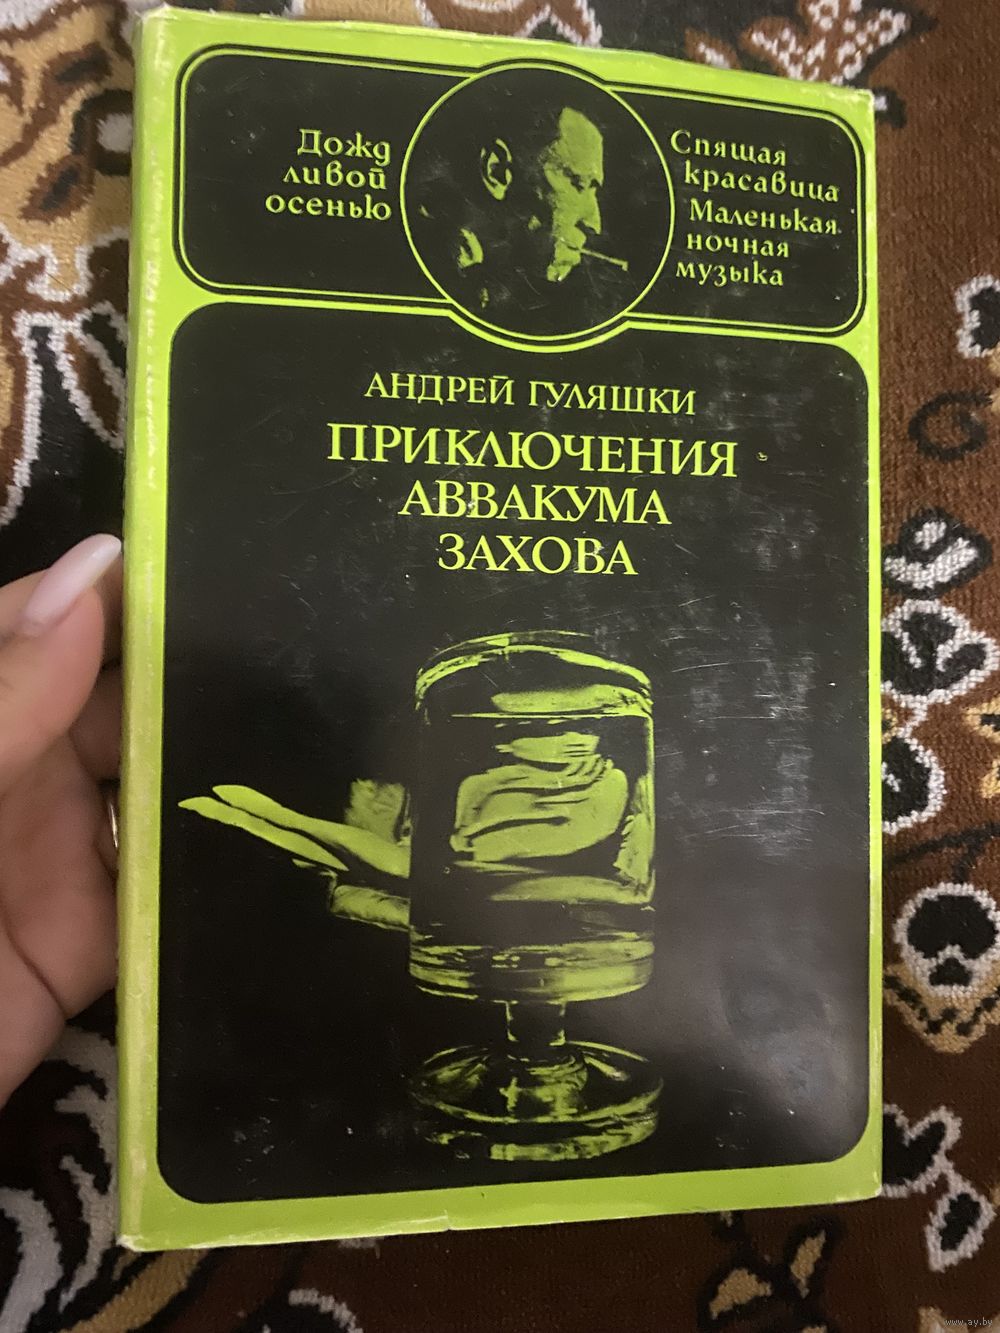 Дожд
ливой
осенью
Спящая
красавица
Маленькая
ночная
музыка
АНДРЕЙ ГУЛЯШКИ
ПРИКЛЮЧЕНИЯ
АВВАКУМА
ЗАХОВА
www.ay.by